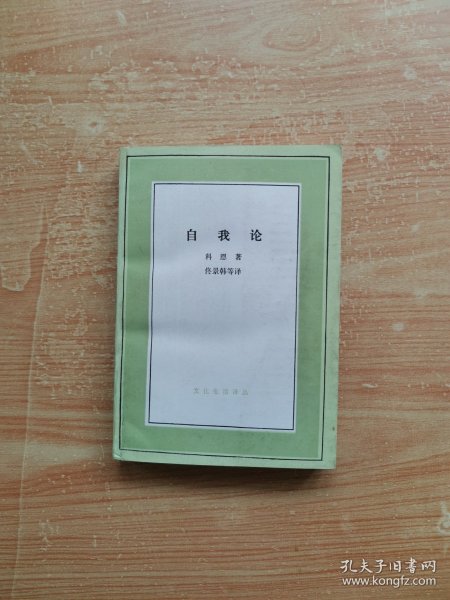 自我论
科恩著
佟景韩等译
文化生活译丛
孔夫子旧书网
www.kongfz.com